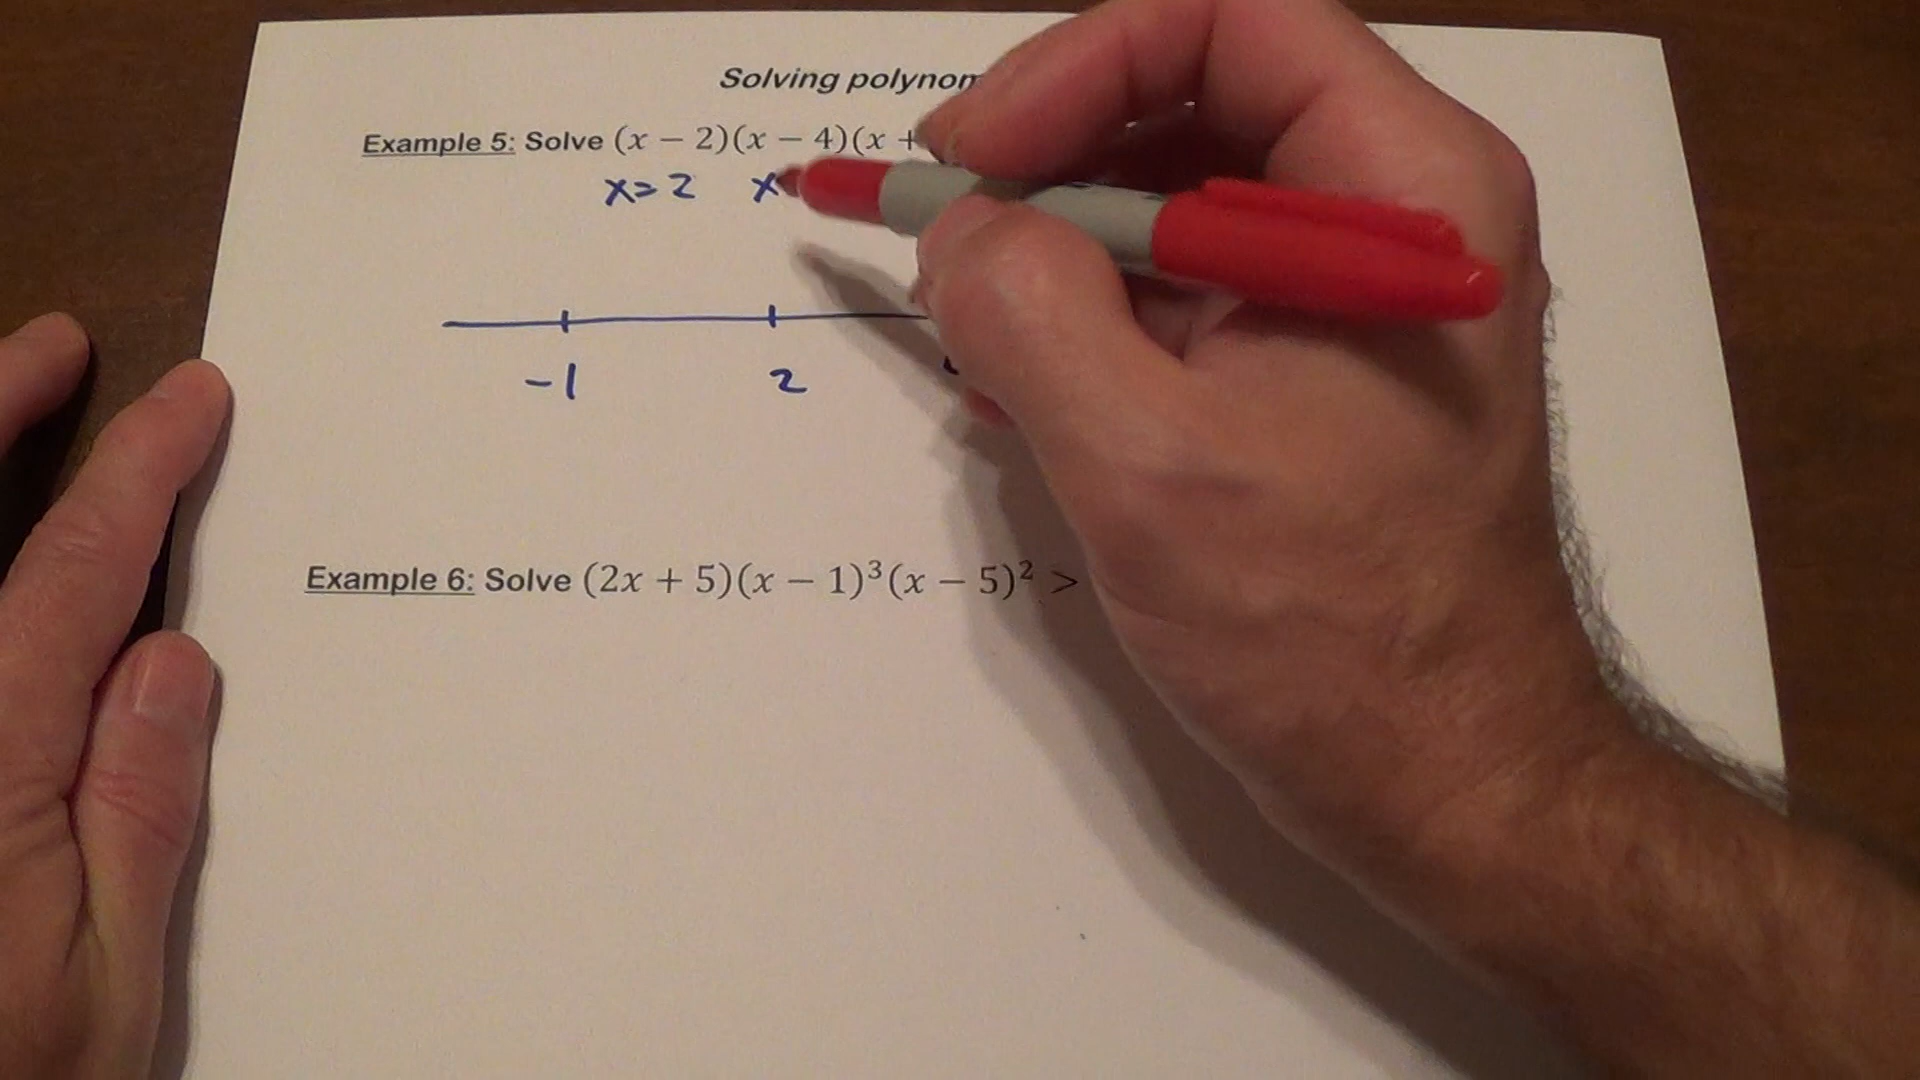 Solving polynom
Example 5: Solve (x − 2)(x − 4)(x +
x=2 x
-1 2
Example 6: Solve (2x + 5)(x − 1)³(x − 5)² >